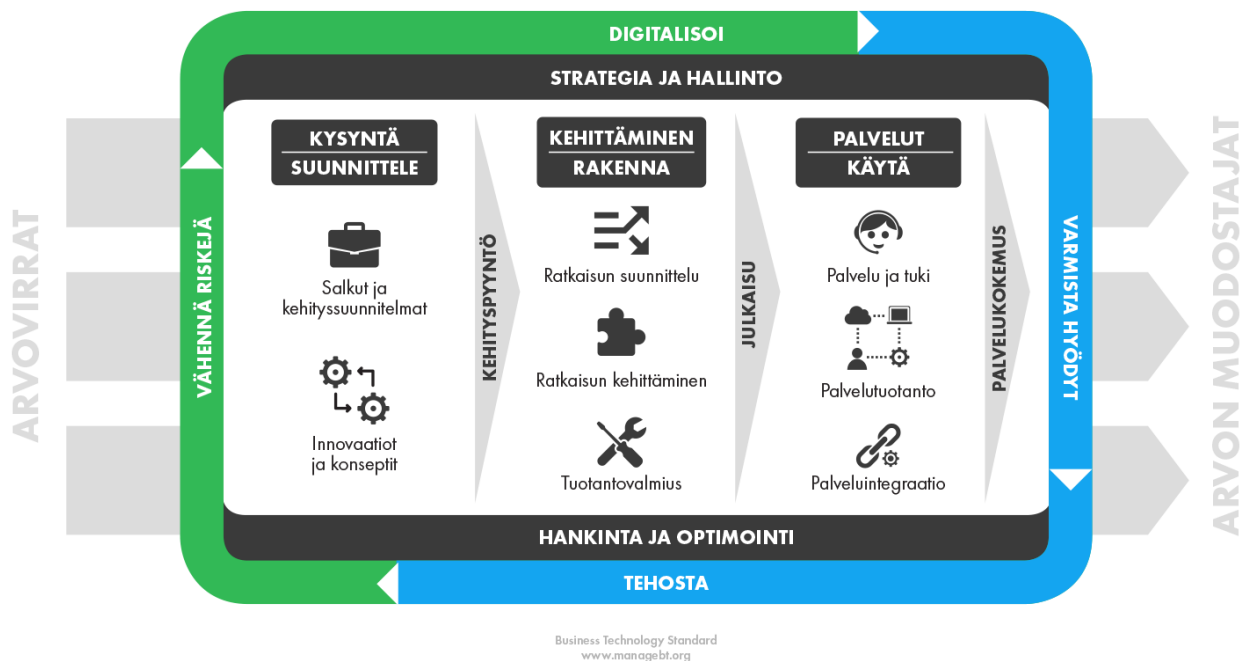 DIGITALISOI
STRATEGIA JA HALLINTO
ARVOVIRRAT
VÄHENNÄ RISKEJÄ
KYSYNTÄ
SUUNNITTELE
Salkut ja
kehityssuunnitelmat
Innovaatiot
ja konseptit
KEHITYSPYYNTÖ
KEHITTÄMINEN
RAKENNA
Ratkaisun suunnittelu
Ratkaisun kehittäminen
Tuotantovalmius
JULKAISU
PALVELUT
KÄYTÄ
Palvelu ja tuki
Palvelutuotanto
Palveluintegraatio
PALVELUKOKEMUS
VARMISTA HYÖDYT
ARVON MUODOSTAJAT
HANKINTA JA OPTIMOINTI
TEHOSTA
Business Technology Standard
www.managebt.org